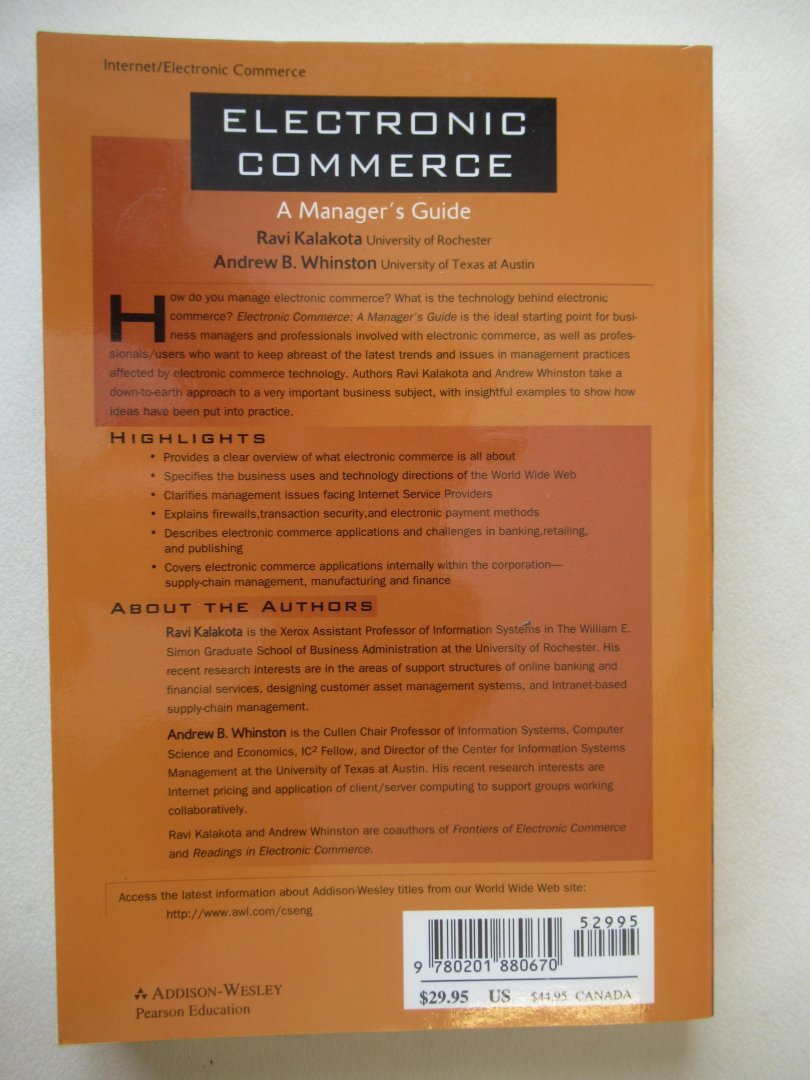 Internet/Electronic Commerce
ELECTRONIC
COMMERCE
A Manager's Guide
Ravi Kalakota University of Rochester
Andrew B. Whinston University of Texas at Austin
How do you manage electronic commerce? What is the technology behind electronic
commerce? Electronic Commerce: A Manager's Guide is the ideal starting point for busi-
ness managers and professionals involved with electronic commerce, as well as profes-
sionals/users who want to keep abreast of the latest trends and issues in management practices
affected by electronic commerce technology. Authors Ravi Kalakota and Andrew Whinston take a
down-to-earth approach to a very important business subject, with insightful examples to show how
ideas have been put into practice.
HIGHLIGHTS
• Provides a clear overview of what electronic commerce is all about
• Specifies the business uses and technology directions of the World Wide Web
• Clarifies management issues facing Internet Service Providers
• Explains firewalls,transaction security,and electronic payment methods
• Describes electronic commerce applications and challenges in banking,retailing,
and publishing
• Covers electronic commerce applications internally within the corporation—
supply-chain management, manufacturing and finance
ABOUT THE AUTHORS
Ravi Kalakota is the Xerox Assistant Professor of Information Systems in The William E.
Simon Graduate School of Business Administration at the University of Rochester. His
recent research interests are in the areas of support structures of online banking and
financial services, designing customer asset management systems, and Intranet-based
supply-chain management.
Andrew B. Whinston is the Cullen Chair Professor of Information Systems, Computer
Science and Economics, IC² Fellow, and Director of the Center for Information Systems
Management at the University of Texas at Austin. His recent research interests are
Internet pricing and application of client/server computing to support groups working
collaboratively.
Ravi Kalakota and Andrew Whinston are coauthors of Frontiers of Electronic Commerce
and Readings in Electronic Commerce.
Access the latest information about Addison-Wesley titles from our World Wide Web site:
http://www.awl.com/cseng
52995
9 780201 880670
$29.95 US $44.95 CANADA
ADDISON-WESLEY
Pearson Education